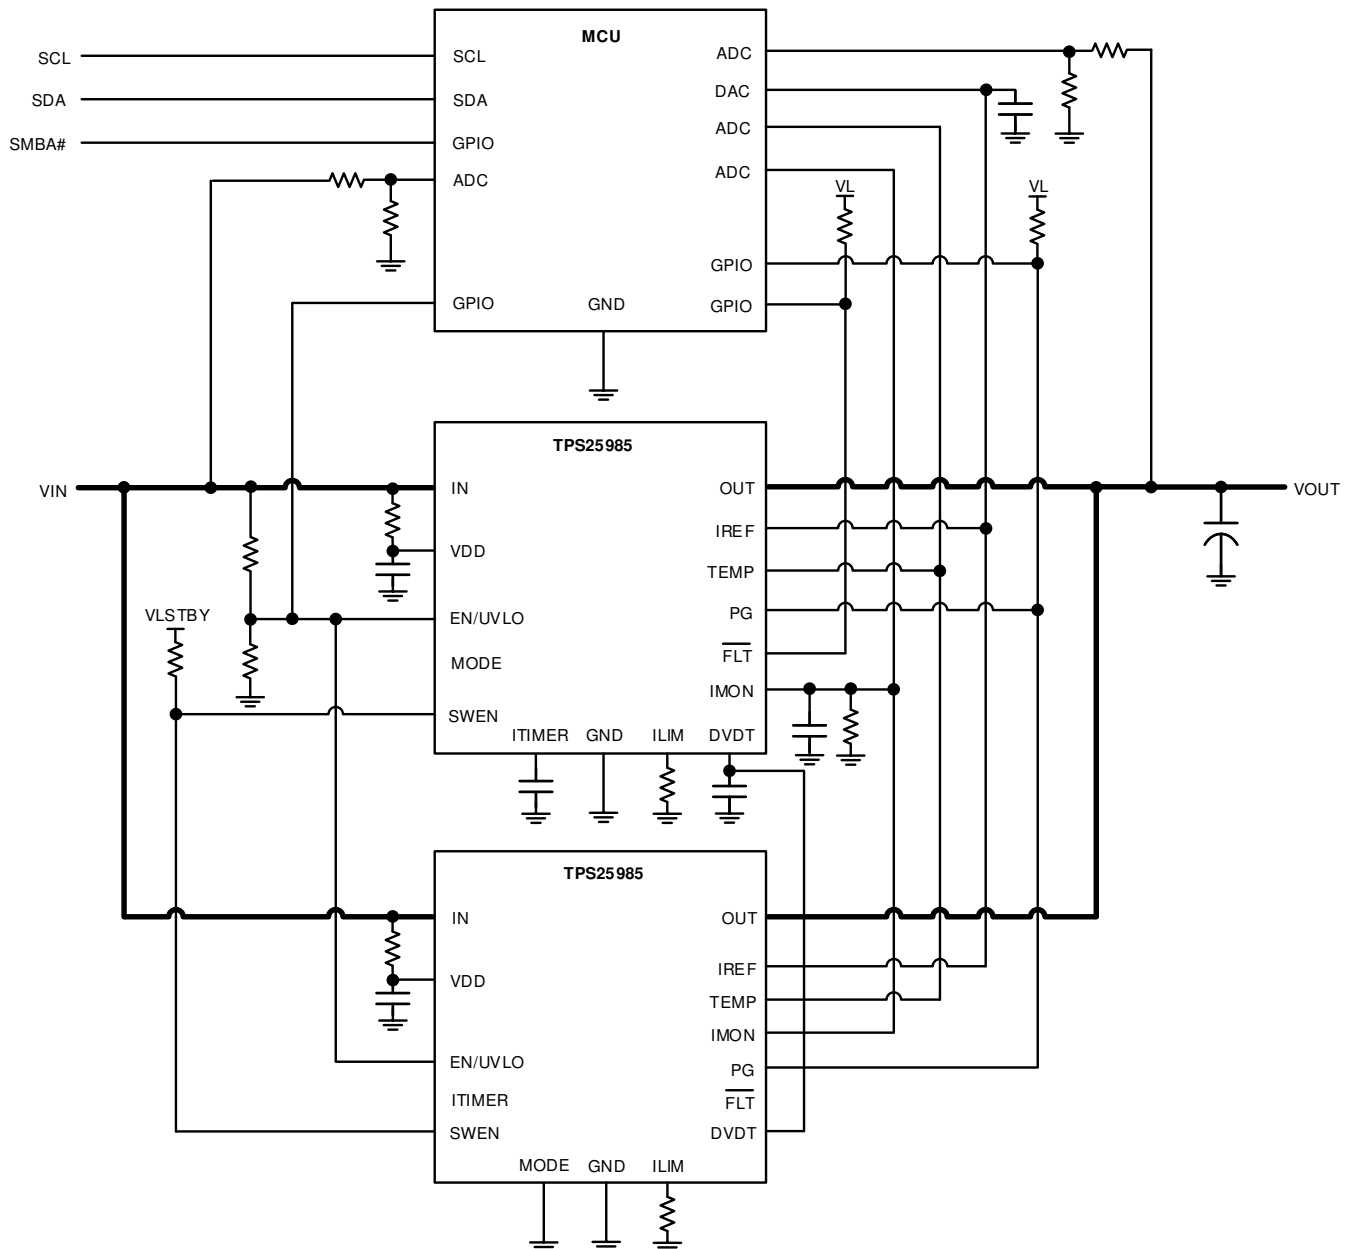 MCU
SCL
SCL
ADC
SDA
SDA
DAC
SMBA#
GPIO
ADC
ADC
ADC
VL
VL
GPIO
GPIO
GND
GPIO
TPS25985
VIN
IN
OUT
VOUT
IREF
VDD
TEMP
VLSTBY
EN/UVLO
PG
MODE
FLT
IMON
SWEN
ITIMER
GND
ILIM
DVDT
TPS25985
IN
OUT
IREF
VDD
TEMP
IMON
EN/UVLO
PG
ITIMER
FLT
SWEN
DVDT
MODE
GND
ILIM